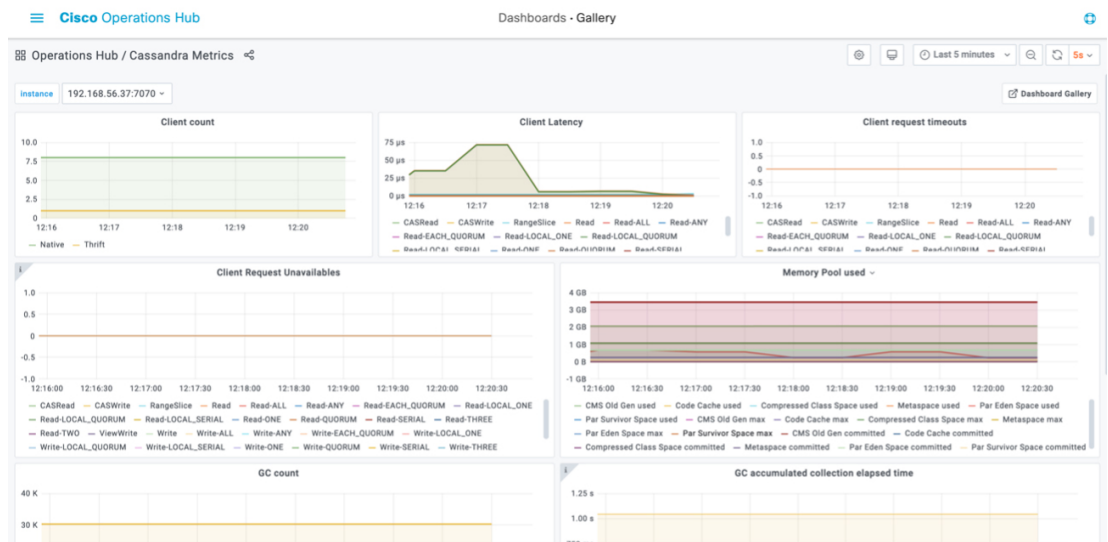 Cisco Operations Hub
Dashboards · Gallery
Operations Hub / Cassandra Metrics
Last 5 minutes
5s
instance
192.168.56.37:7070
Dashboard Gallery
Client count
10.0
7.5
5.0
2.5
0
12:16 12:17 12:18 12:19 12:20
Native Thrift
Client Latency
75 µs
50 µs
25 µs
0 µs
12:16 12:17 12:18 12:19 12:20
CASRead CASWrite RangeSlice Read Read-ALL Read-ANY
Read-EACH_QUORUM Read-LOCAL_ONE Read-LOCAL_QUORUM
Read-LOCAL_SERIAL Read-ONE Read-QUORUM Read-SERIAL
Client request timeouts
1.0
0.5
0
-0.5
-1.0
12:16 12:17 12:18 12:19 12:20
CASRead CASWrite RangeSlice Read Read-ALL Read-ANY
Read-EACH_QUORUM Read-LOCAL_ONE Read-LOCAL_QUORUM
Read-LOCAL_SERIAL Read-ONE Read-QUORUM Read-SERIAL
i
Client Request Unavailables
1.0
0.5
0
-0.5
-1.0
12:16:00 12:16:30 12:17:00 12:17:30 12:18:00 12:18:30 12:19:00 12:19:30 12:20:00 12:20:30
CASRead CASWrite RangeSlice Read Read-ALL Read-ANY Read-EACH_QUORUM Read-LOCAL_ONE
Read-LOCAL_QUORUM Read-LOCAL_SERIAL Read-ONE Read-QUORUM Read-SERIAL Read-THREE
Read-TWO ViewWrite Write Write-ALL Write-ANY Write-EACH_QUORUM Write-LOCAL_ONE
Write-LOCAL_QUORUM Write-LOCAL_SERIAL Write-ONE Write-QUORUM Write-SERIAL Write-THREE
Memory Pool used
4 GB
3 GB
2 GB
1 GB
0 B
-1 GB
12:16:00 12:16:30 12:17:00 12:17:30 12:18:00 12:18:30 12:19:00 12:19:30 12:20:00 12:20:30
CMS Old Gen used Code Cache used Compressed Class Space used Metaspace used Par Eden Space used
Par Survivor Space used CMS Old Gen max Code Cache max Compressed Class Space max Metaspace max
Par Eden Space max Par Survivor Space max CMS Old Gen committed Code Cache committed
Compressed Class Space committed Metaspace committed Par Eden Space committed Par Survivor Space committed
GC count
40 K
30 K
i
GC accumulated collection elapsed time
1.25 s
1.00 s